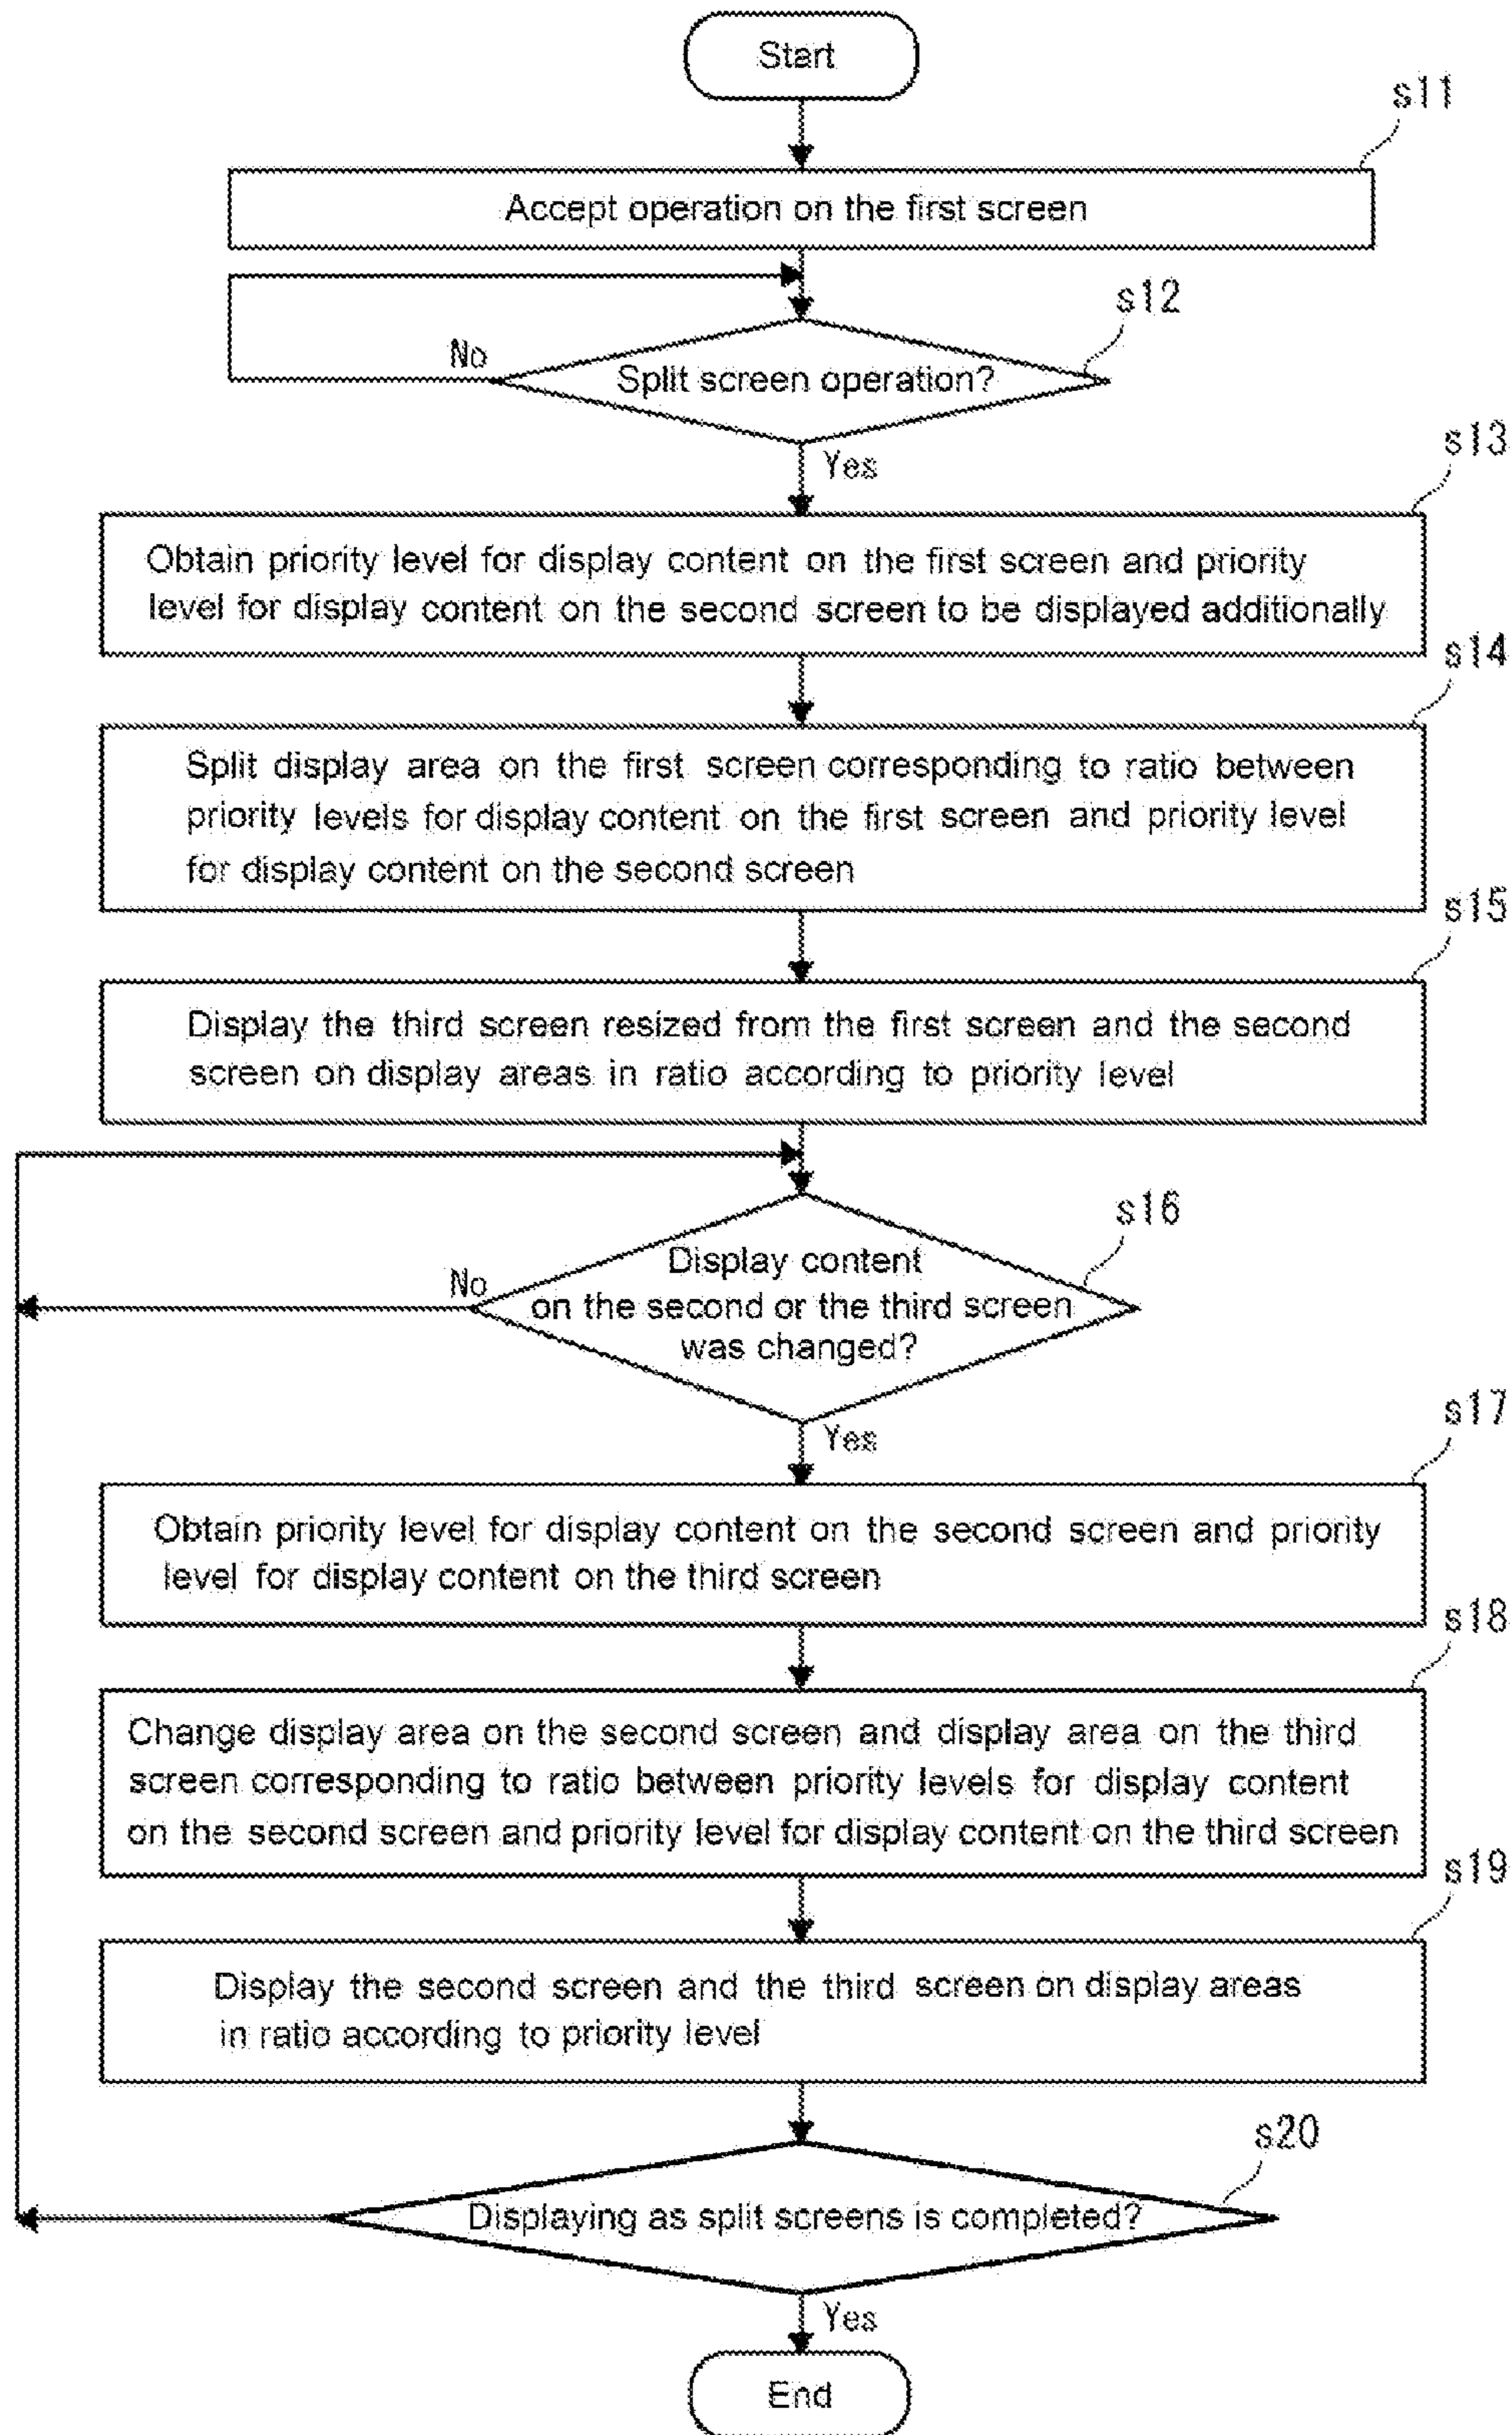 Start
s11
Accept operation on the first screen
s12
No
Split screen operation?
Yes
s13
Obtain priority level for display content on the first screen and priority
level for display content on the second screen to be displayed additionally
s14
Split display area on the first screen corresponding to ratio between
priority levels for display content on the first screen and priority level
for display content on the second screen
s15
Display the third screen resized from the first screen and the second
screen on display areas in ratio according to priority level
s16
No
Display content
on the second or the third screen
was changed?
Yes
s17
Obtain priority level for display content on the second screen and priority
level for display content on the third screen
s18
Change display area on the second screen and display area on the third
screen corresponding to ratio between priority levels for display content
on the second screen and priority level for display content on the third screen
s19
Display the second screen and the third screen on display areas
in ratio according to priority level
s20
Displaying as split screens is completed?
Yes
End